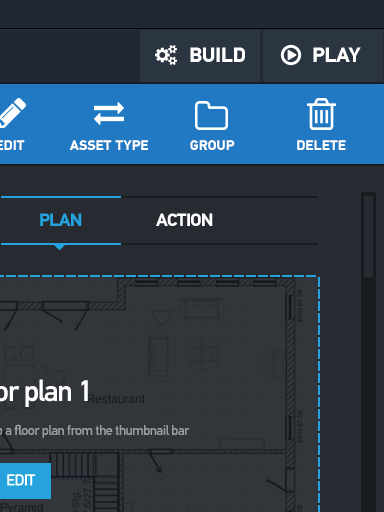 BUILD PLAY
EDIT ASSET TYPE GROUP DELETE
PLAN ACTION
or plan 1
Restaurant
a floor plan from the thumbnail bar
EDIT
Pyramid